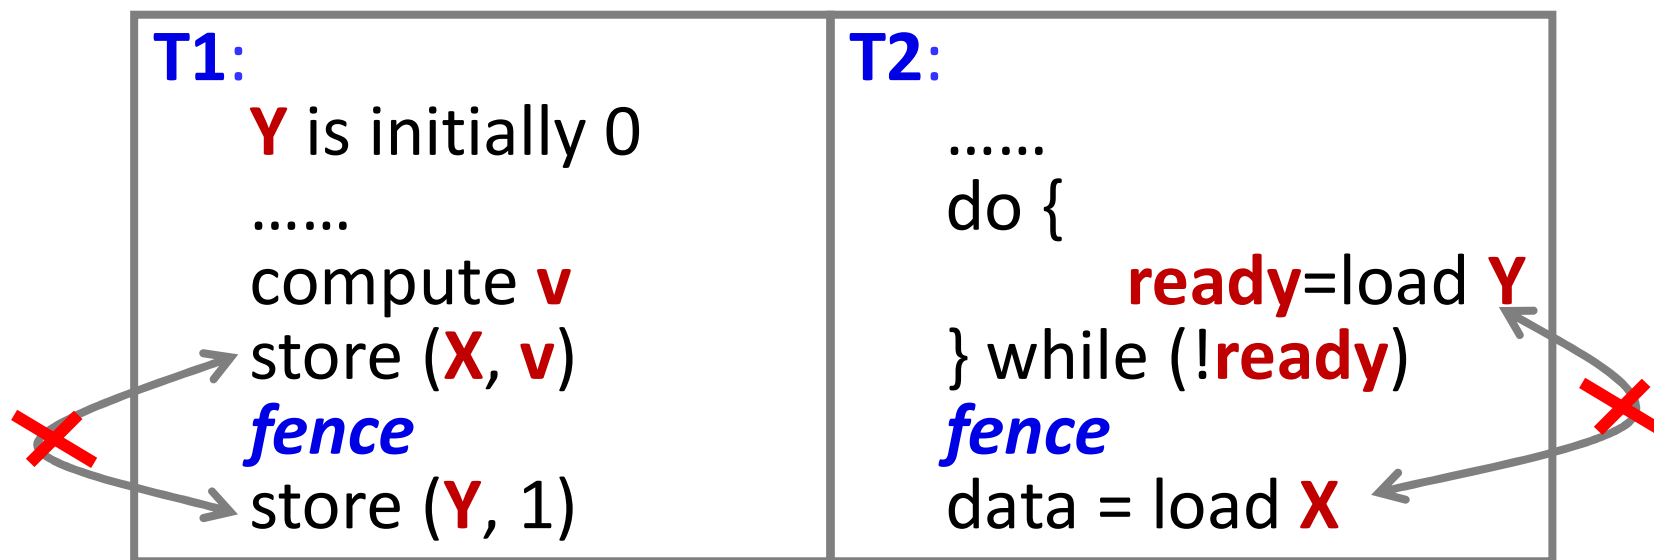 T1:
Y is initially 0
......
compute v
store (X, v)
fence
store (Y, 1)
T2:
......
do {
ready=load Y
} while (!ready)
fence
data = load X